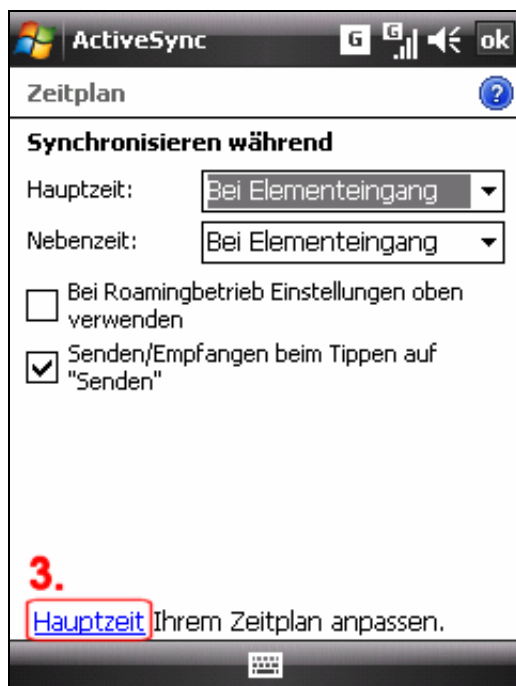 ActiveSync G G ok
Zeitplan ?
Synchronisieren während
Hauptzeit: Bei Elementeingang
Nebenzeit: Bei Elementeingang
Bei Roamingbetrieb Einstellungen oben
verwenden
Senden/Empfangen beim Tippen auf
"Senden"
3.
Hauptzeit Ihrem Zeitplan anpassen.